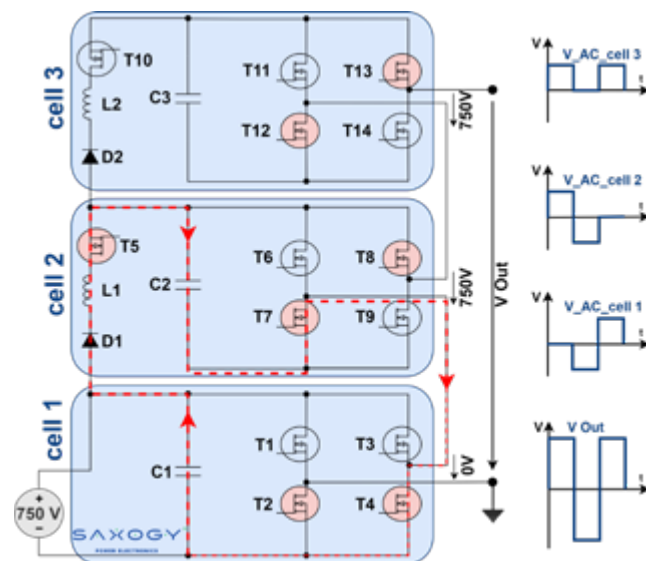 cell 3
T10
L2
D2
C3
T11
T13
T12
T14
750V
cell 2
T5
L1
D1
C2
T6
T8
T7
T9
750V
V Out
cell 1
C1
T1
T3
T2
T4
0V
+
750 V
−
SAXOGY
POWER ELECTRONICS
V
V_AC_cell 3
t
V_AC_cell 2
V
t
V
V_AC_cell 1
t
V
V Out
t